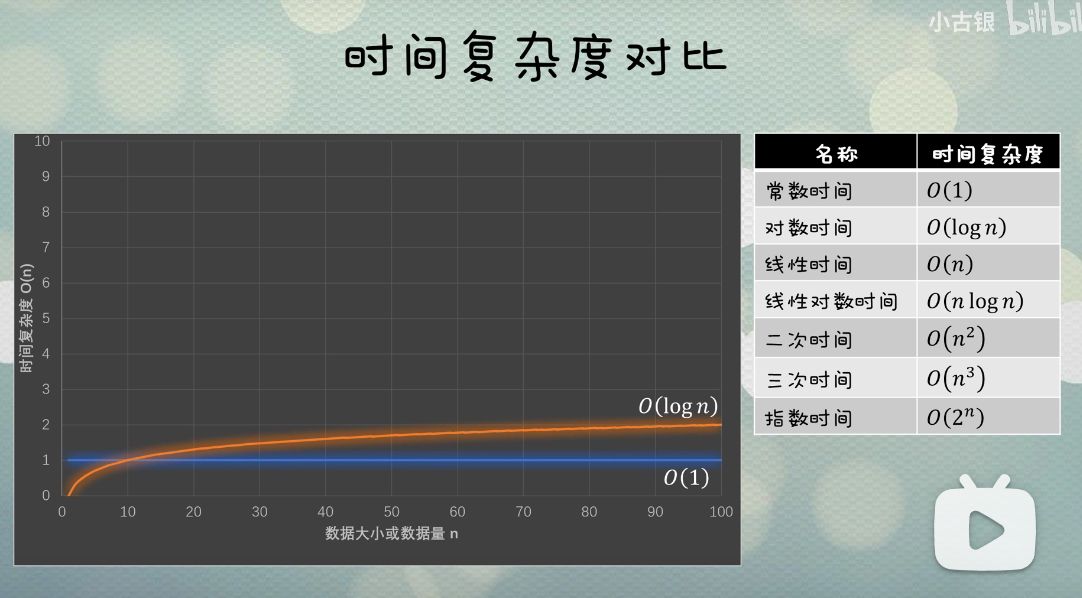 小古银 bilibili
时间复杂度对比
10
9
8
7
6
5
4
3
2
1
0
时间复杂度 O(n)
O(log n)
O(1)
0 10 20 30 40 50 60 70 80 90 100
数据大小或数据量 n
名称 时间复杂度
常数时间 O(1)
对数时间 O(log n)
线性时间 O(n)
线性对数时间 O(n log n)
二次时间 O(n²)
三次时间 O(n³)
指数时间 O(2ⁿ)